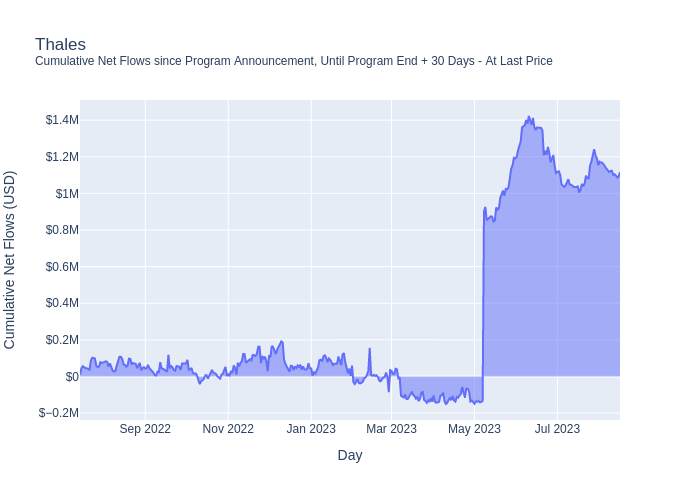 Thales
Cumulative Net Flows since Program Announcement, Until Program End + 30 Days - At Last Price
Cumulative Net Flows (USD)
$1.4M
$1.2M
$1M
$0.8M
$0.6M
$0.4M
$0.2M
$0
$−0.2M
Sep 2022
Nov 2022
Jan 2023
Mar 2023
May 2023
Jul 2023
Day